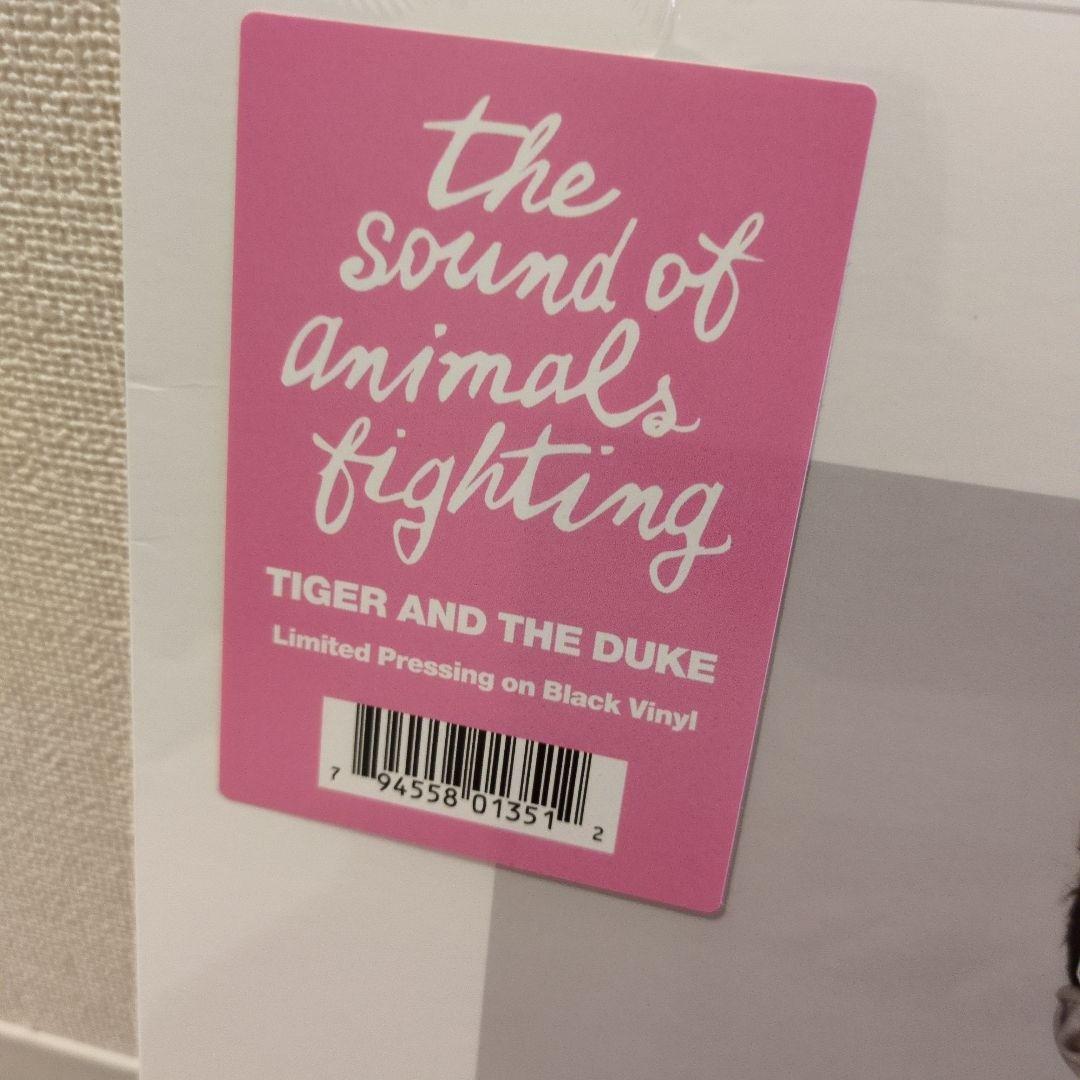 the
sound of
animals
fighting
TIGER AND THE DUKE
Limited Pressing on Black Vinyl
7 94558 01351 2